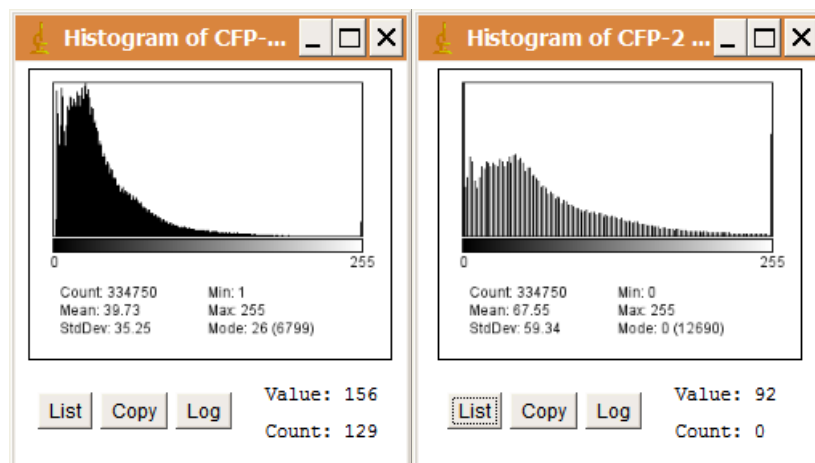 Histogram of CFP-...
0 255
Count: 334750 Min: 1
Mean: 39.73 Max: 255
StdDev: 35.25 Mode: 26 (6799)
List Copy Log Value: 156
Count: 129
Histogram of CFP-2 ...
0 255
Count: 334750 Min: 0
Mean: 67.55 Max: 255
StdDev: 59.34 Mode: 0 (12690)
List Copy Log Value: 92
Count: 0